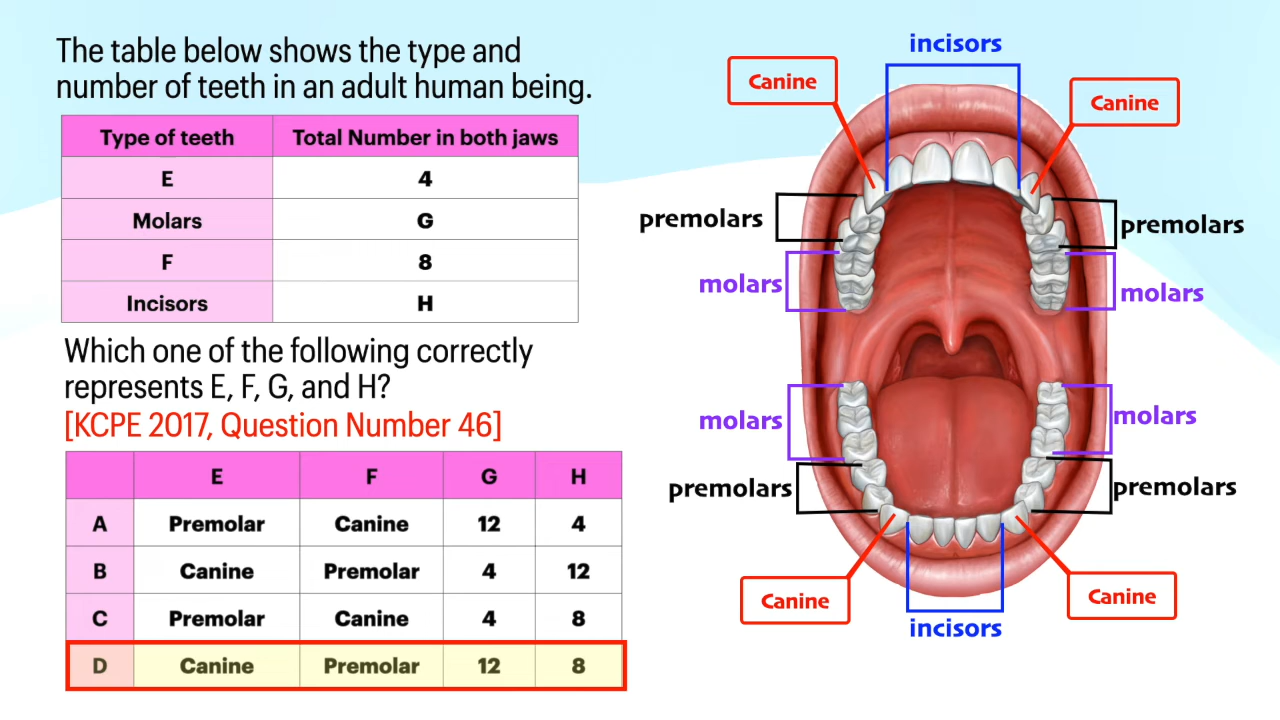 The table below shows the type and
number of teeth in an adult human being.
Type of teeth Total Number in both jaws
E 4
Molars G
F 8
Incisors H
Which one of the following correctly
represents E, F, G, and H?
[KCPE 2017, Question Number 46]
E F G H
A Premolar Canine 12 4
B Canine Premolar 4 12
C Premolar Canine 4 8
D Canine Premolar 12 8
incisors
Canine
Canine
premolars
premolars
molars
molars
molars
molars
premolars
premolars
Canine
Canine
incisors